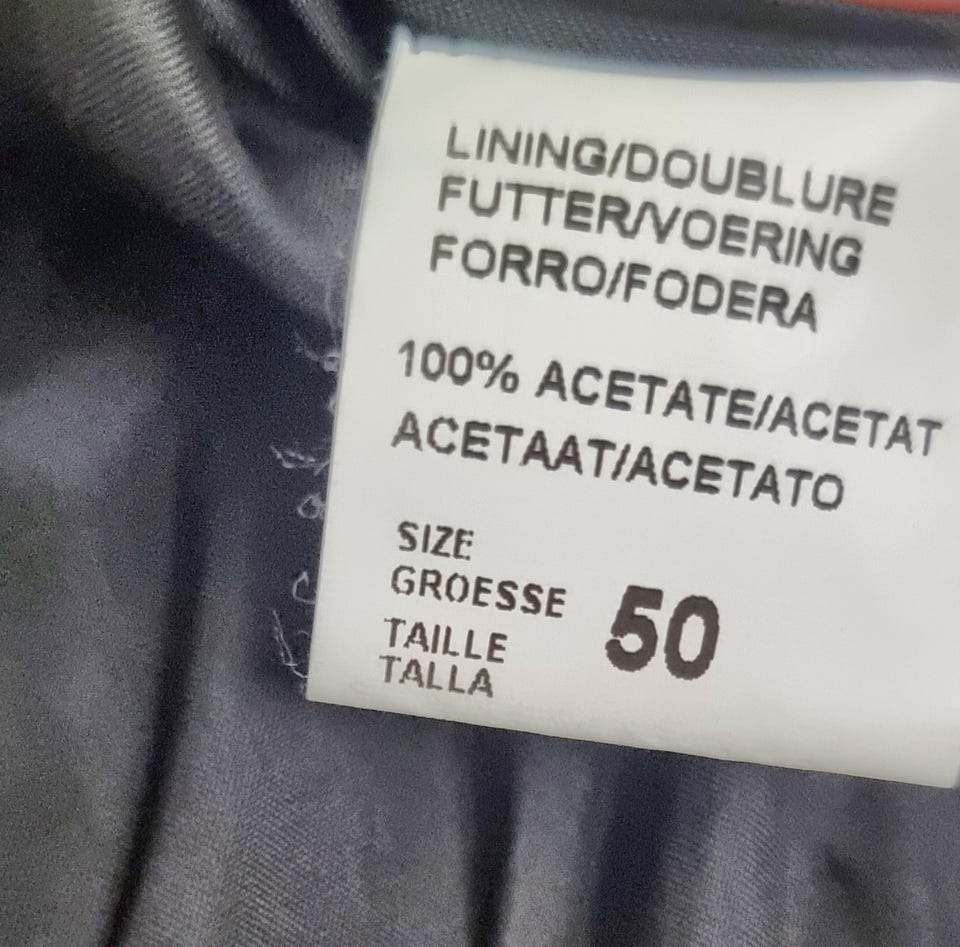 LINING/DOUBLURE
FUTTER/VOERING
FORRO/FODERA
100% ACETATE/ACETAT
ACETAAT/ACETATO
SIZE
GROESSE 50
TAILLE
TALLA